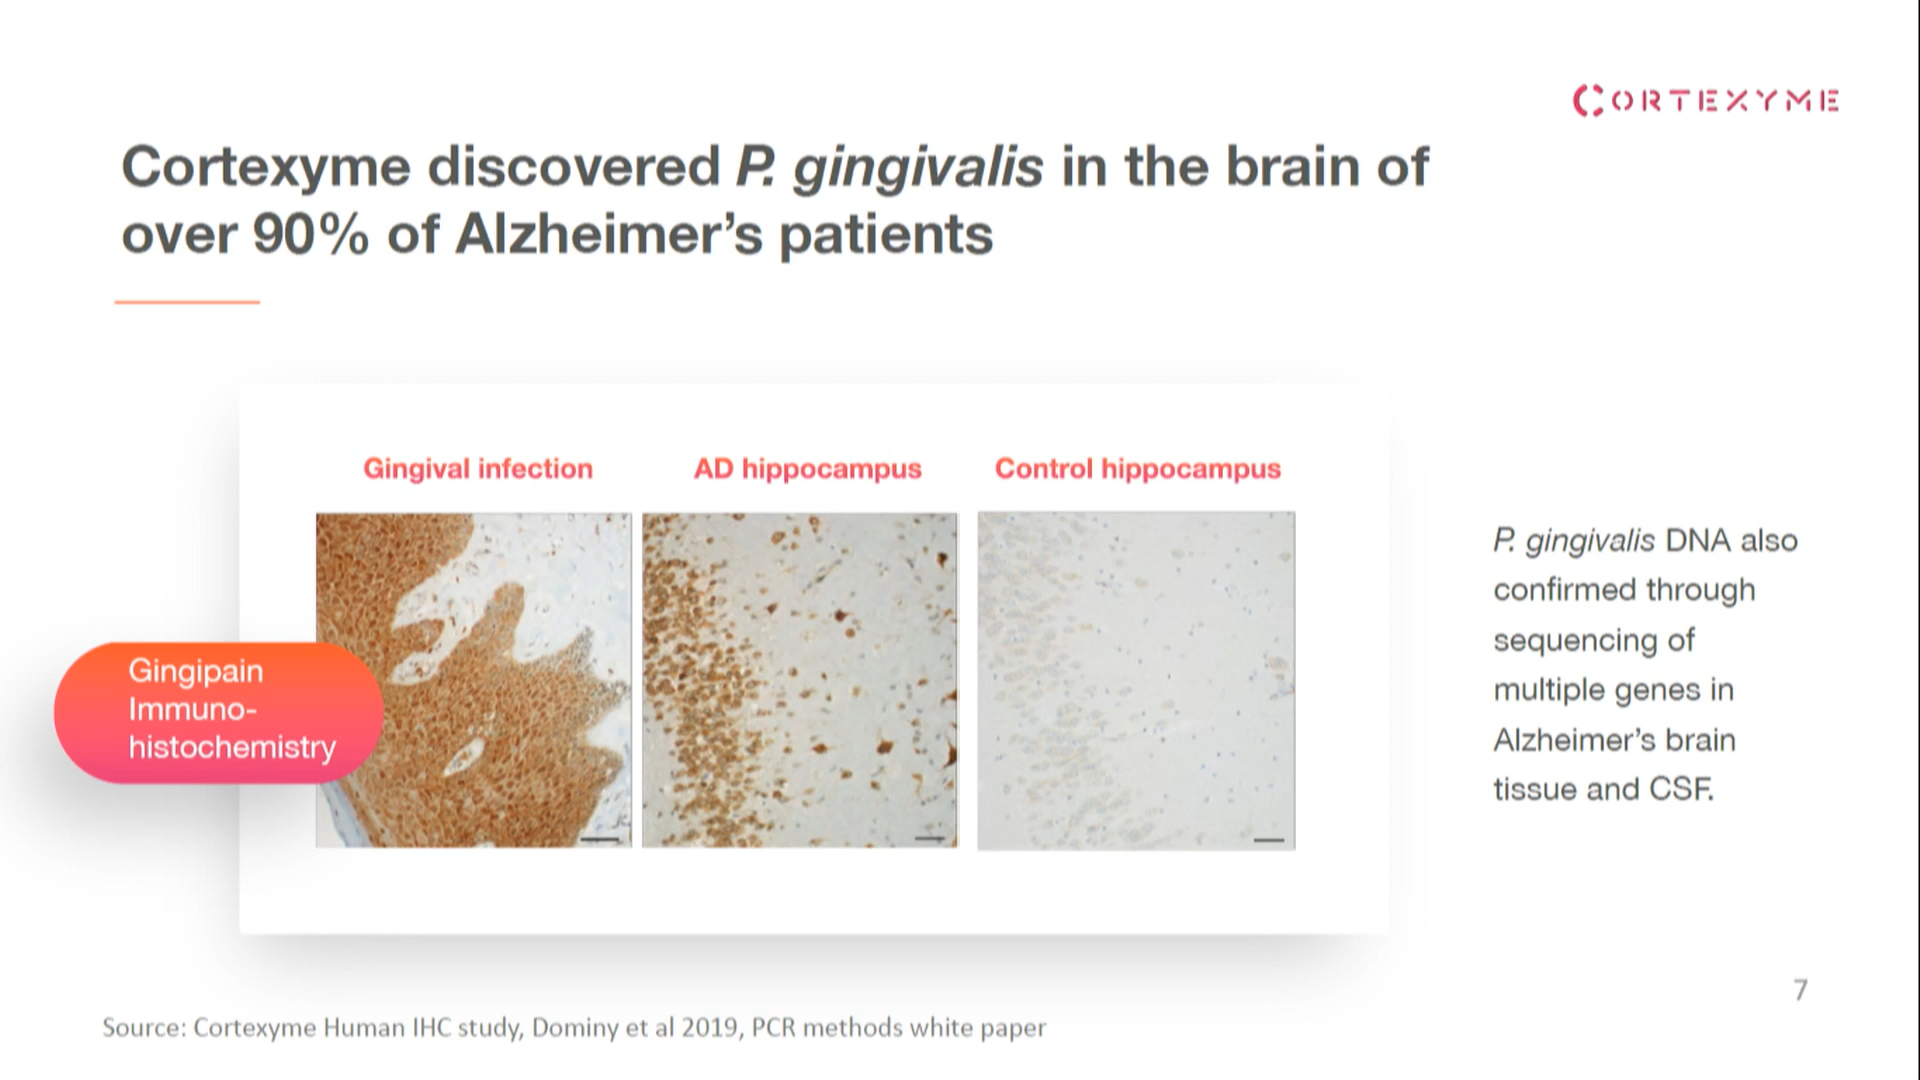 CORTEXYME
Cortexyme discovered P. gingivalis in the brain of
over 90% of Alzheimer’s patients
Gingival infection
AD hippocampus
Control hippocampus
Gingipain
Immuno-
histochemistry
P. gingivalis DNA also
confirmed through
sequencing of
multiple genes in
Alzheimer’s brain
tissue and CSF.
7
Source: Cortexyme Human IHC study, Dominy et al 2019, PCR methods white paper